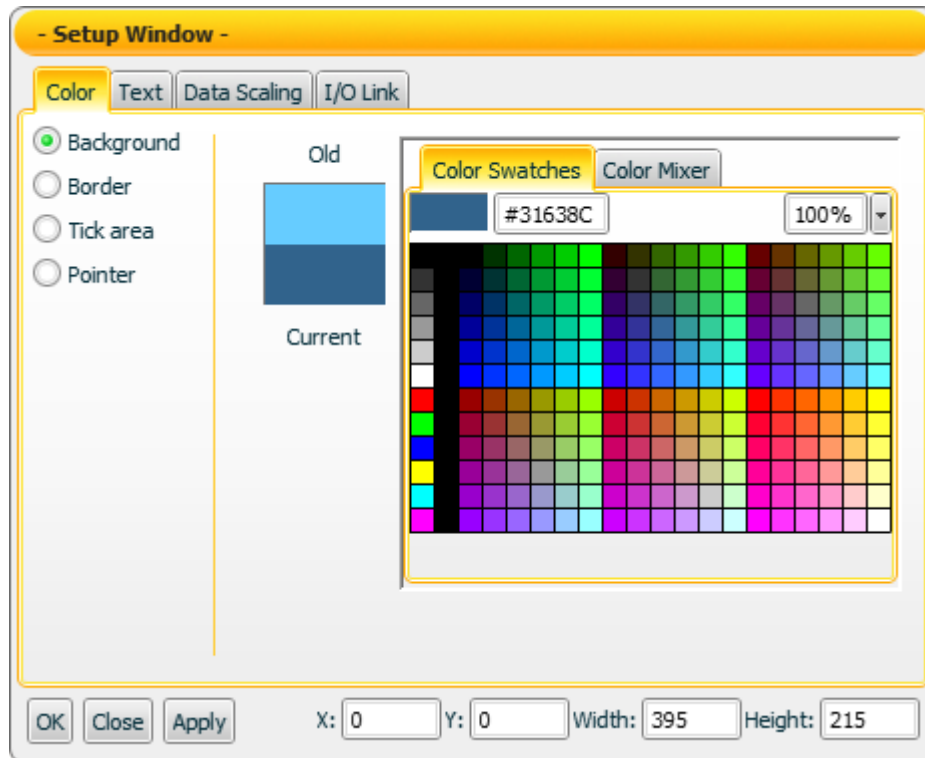 - Setup Window -
Color Text Data Scaling I/O Link
Background
Border
Tick area
Pointer
Old
Current
Color Swatches Color Mixer
#31638C 100%
OK Close Apply X: 0 Y: 0 Width: 395 Height: 215